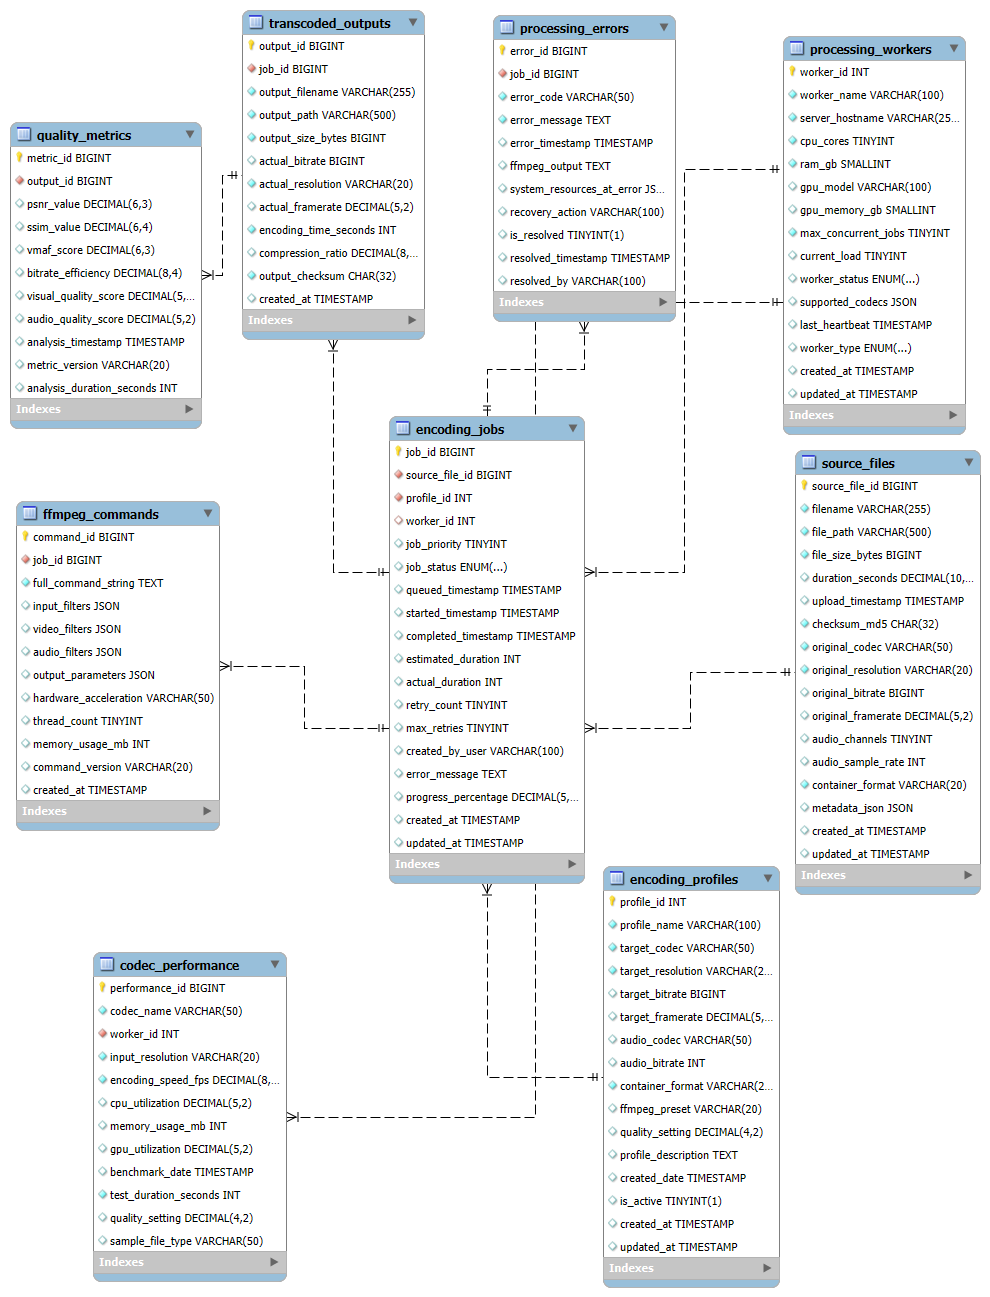 transcoded_outputs
output_id BIGINT
job_id BIGINT
output_filename VARCHAR(255)
output_path VARCHAR(500)
output_size_bytes BIGINT
actual_bitrate BIGINT
actual_resolution VARCHAR(20)
actual_framerate DECIMAL(5,2)
encoding_time_seconds INT
compression_ratio DECIMAL(8,...
output_checksum CHAR(32)
created_at TIMESTAMP
Indexes
processing_errors
error_id BIGINT
job_id BIGINT
error_code VARCHAR(50)
error_message TEXT
error_timestamp TIMESTAMP
ffmpeg_output TEXT
system_resources_at_error JS...
recovery_action VARCHAR(100)
is_resolved TINYINT(1)
resolved_timestamp TIMESTAMP
resolved_by VARCHAR(100)
Indexes
processing_workers
worker_id INT
worker_name VARCHAR(100)
server_hostname VARCHAR(25...
cpu_cores TINYINT
ram_gb SMALLINT
gpu_model VARCHAR(100)
gpu_memory_gb SMALLINT
max_concurrent_jobs TINYINT
current_load TINYINT
worker_status ENUM(...)
supported_codecs JSON
last_heartbeat TIMESTAMP
worker_type ENUM(...)
created_at TIMESTAMP
updated_at TIMESTAMP
Indexes
quality_metrics
metric_id BIGINT
output_id BIGINT
psnr_value DECIMAL(6,3)
ssim_value DECIMAL(6,4)
vmaf_score DECIMAL(6,3)
bitrate_efficiency DECIMAL(8,4)
visual_quality_score DECIMAL(5,...
audio_quality_score DECIMAL(5,2)
analysis_timestamp TIMESTAMP
metric_version VARCHAR(20)
analysis_duration_seconds INT
Indexes
encoding_jobs
job_id BIGINT
source_file_id BIGINT
profile_id INT
worker_id INT
job_priority TINYINT
job_status ENUM(...)
queued_timestamp TIMESTAMP
started_timestamp TIMESTAMP
completed_timestamp TIMESTAMP
estimated_duration INT
actual_duration INT
retry_count TINYINT
max_retries TINYINT
created_by_user VARCHAR(100)
error_message TEXT
progress_percentage DECIMAL(5,...
created_at TIMESTAMP
updated_at TIMESTAMP
Indexes
source_files
source_file_id BIGINT
filename VARCHAR(255)
file_path VARCHAR(500)
file_size_bytes BIGINT
duration_seconds DECIMAL(10,...
upload_timestamp TIMESTAMP
checksum_md5 CHAR(32)
original_codec VARCHAR(50)
original_resolution VARCHAR(20)
original_bitrate BIGINT
original_framerate DECIMAL(5,2)
audio_channels TINYINT
audio_sample_rate INT
container_format VARCHAR(20)
metadata_json JSON
created_at TIMESTAMP
updated_at TIMESTAMP
Indexes
ffmpeg_commands
command_id BIGINT
job_id BIGINT
full_command_string TEXT
input_filters JSON
video_filters JSON
audio_filters JSON
output_parameters JSON
hardware_acceleration VARCHAR(50)
thread_count TINYINT
memory_usage_mb INT
command_version VARCHAR(20)
created_at TIMESTAMP
Indexes
encoding_profiles
profile_id INT
profile_name VARCHAR(100)
target_codec VARCHAR(50)
target_resolution VARCHAR(2...
target_bitrate BIGINT
target_framerate DECIMAL(5,...
audio_codec VARCHAR(50)
audio_bitrate INT
container_format VARCHAR(2...
ffmpeg_preset VARCHAR(20)
quality_setting DECIMAL(4,2)
profile_description TEXT
created_date TIMESTAMP
is_active TINYINT(1)
created_at TIMESTAMP
updated_at TIMESTAMP
Indexes
codec_performance
performance_id BIGINT
codec_name VARCHAR(50)
worker_id INT
input_resolution VARCHAR(20)
encoding_speed_fps DECIMAL(8,...
cpu_utilization DECIMAL(5,2)
memory_usage_mb INT
gpu_utilization DECIMAL(5,2)
benchmark_date TIMESTAMP
test_duration_seconds INT
quality_setting DECIMAL(4,2)
sample_file_type VARCHAR(50)
Indexes